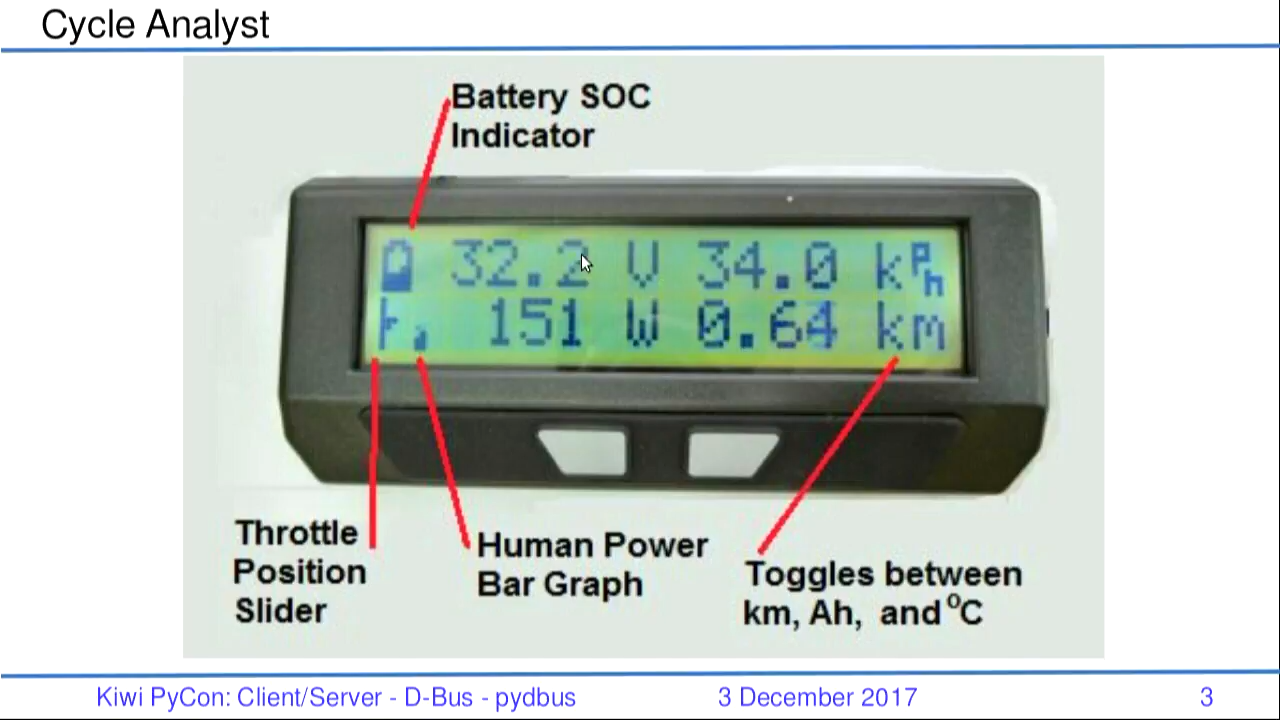 Cycle Analyst
Battery SOC
Indicator
32.2 V 34.0 kph
151 W 0.64 km
Throttle
Position
Slider
Human Power
Bar Graph
Toggles between
km, Ah, and ºC
Kiwi PyCon: Client/Server - D-Bus - pydbus
3 December 2017
3